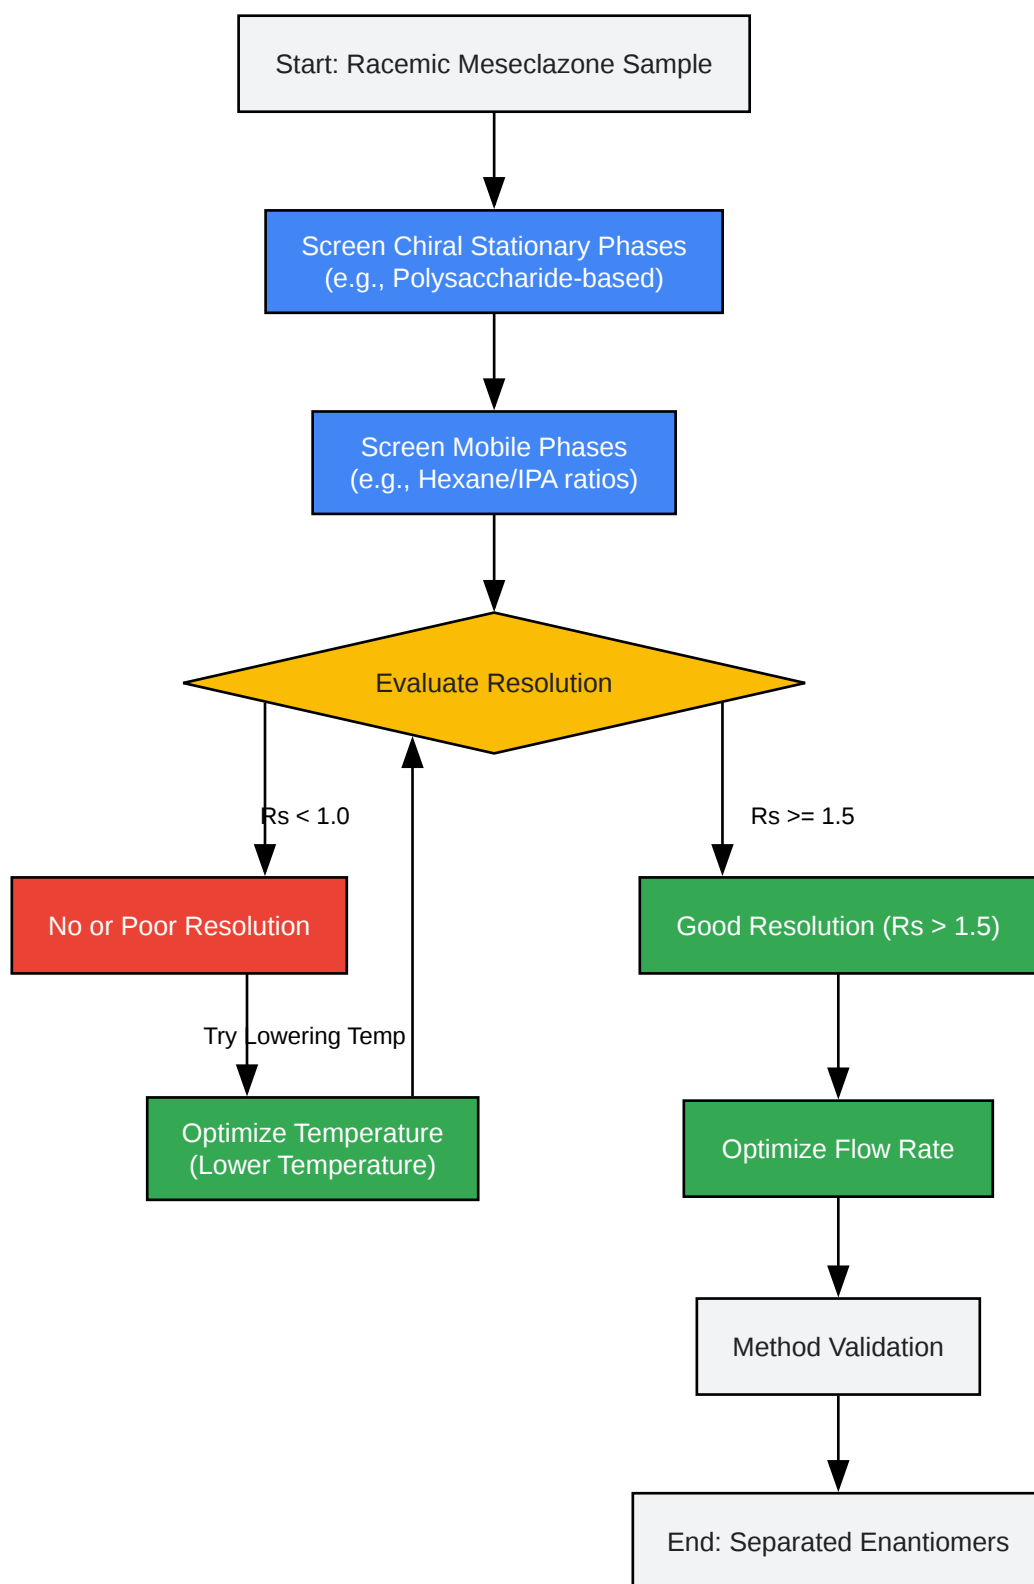 Start: Racemic Meseclazone Sample
Screen Chiral Stationary Phases
(e.g., Polysaccharide-based)
Screen Mobile Phases
(e.g., Hexane/IPA ratios)
Evaluate Resolution
Rs < 1.0
Rs >= 1.5
No or Poor Resolution
Good Resolution (Rs > 1.5)
Try Lowering Temp
Optimize Temperature
(Lower Temperature)
Optimize Flow Rate
Method Validation
End: Separated Enantiomers